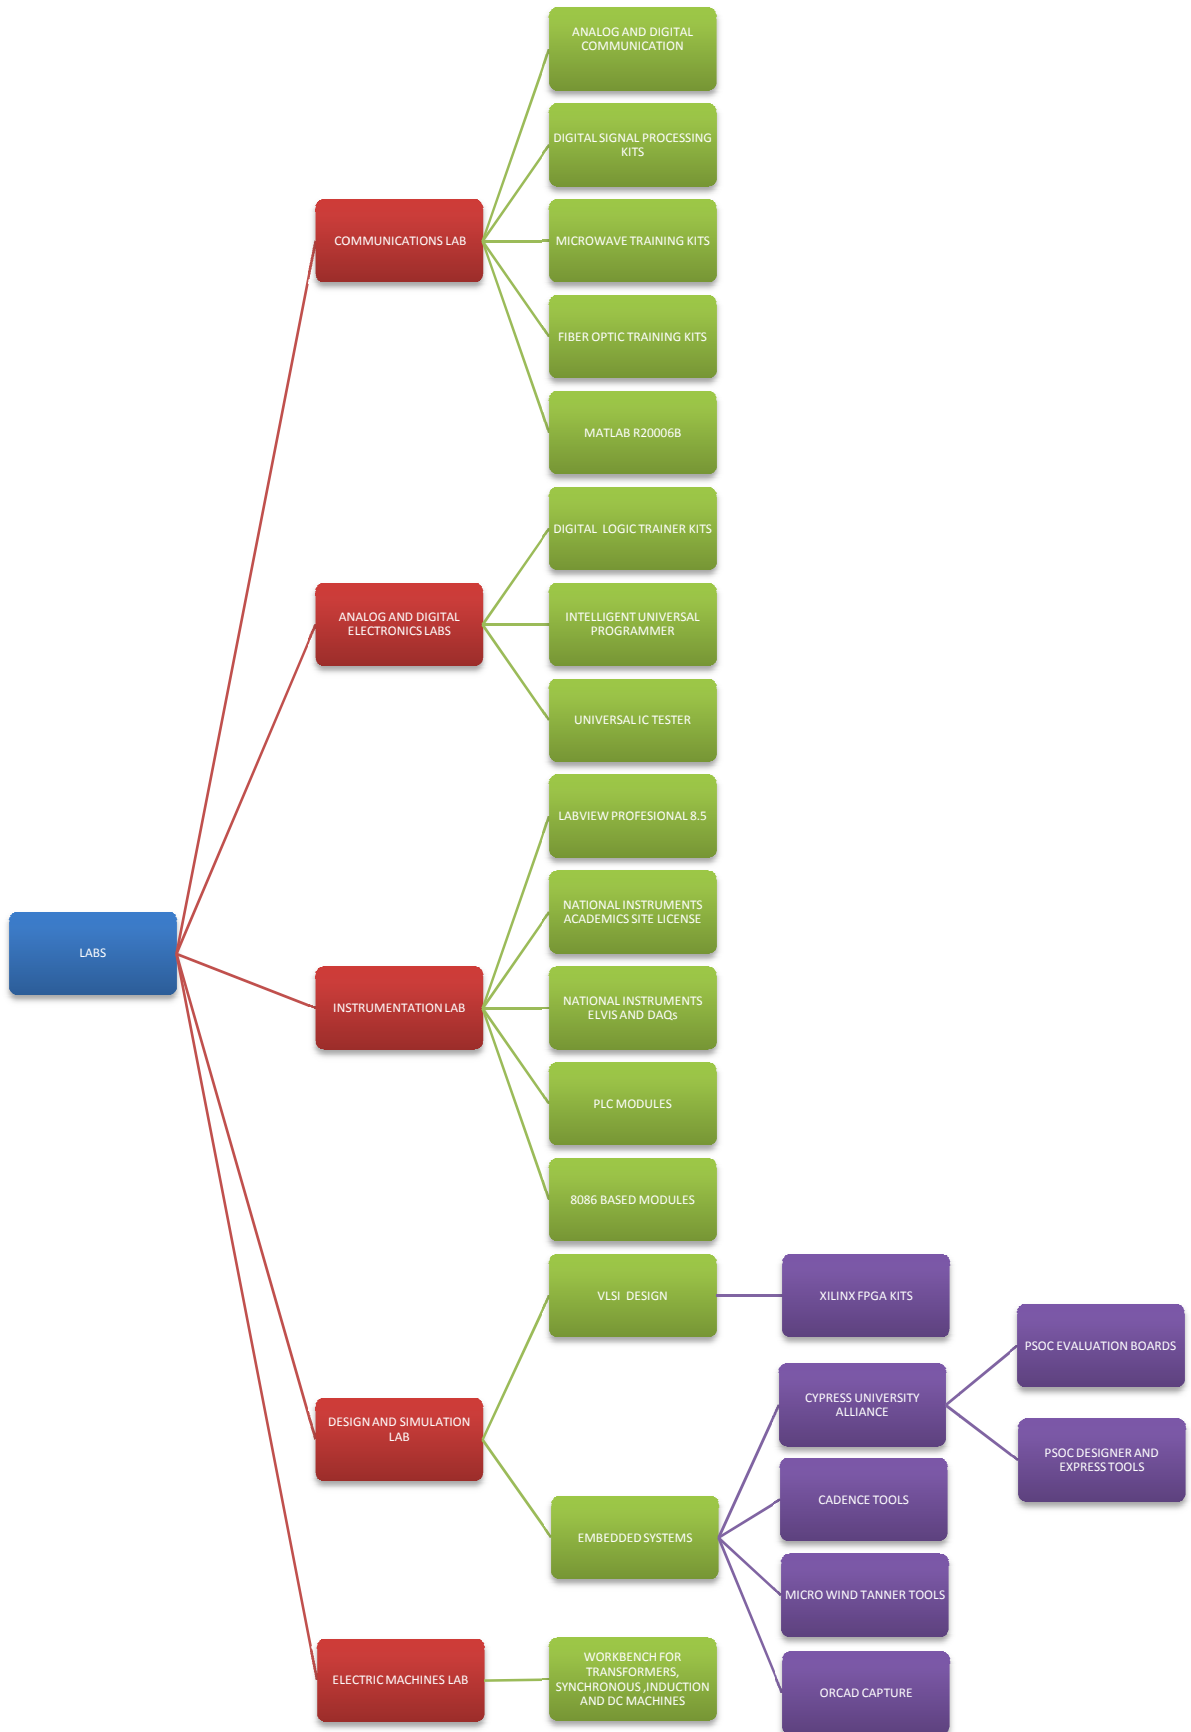 ANALOG AND DIGITAL
COMMUNICATION
DIGITAL SIGNAL PROCESSING
KITS
COMMUNICATIONS LAB
MICROWAVE TRAINING KITS
FIBER OPTIC TRAINING KITS
MATLAB R20006B
DIGITAL LOGIC TRAINER KITS
ANALOG AND DIGITAL
ELECTRONICS LABS
INTELLIGENT UNIVERSAL
PROGRAMMER
UNIVERSAL IC TESTER
LABVIEW PROFESIONAL 8.5
NATIONAL INSTRUMENTS
ACADEMICS SITE LICENSE
LABS
INSTRUMENTATION LAB
NATIONAL INSTRUMENTS
ELVIS AND DAQs
PLC MODULES
8086 BASED MODULES
VLSI DESIGN
XILINX FPGA KITS
PSOC EVALUATION BOARDS
CYPRESS UNIVERSITY
ALLIANCE
DESIGN AND SIMULATION
LAB
PSOC DESIGNER AND
EXPRESS TOOLS
CADENCE TOOLS
EMBEDDED SYSTEMS
MICRO WIND TANNER TOOLS
ELECTRIC MACHINES LAB
WORKBENCH FOR
TRANSFORMERS,
SYNCHRONOUS ,INDUCTION
AND DC MACHINES
ORCAD CAPTURE